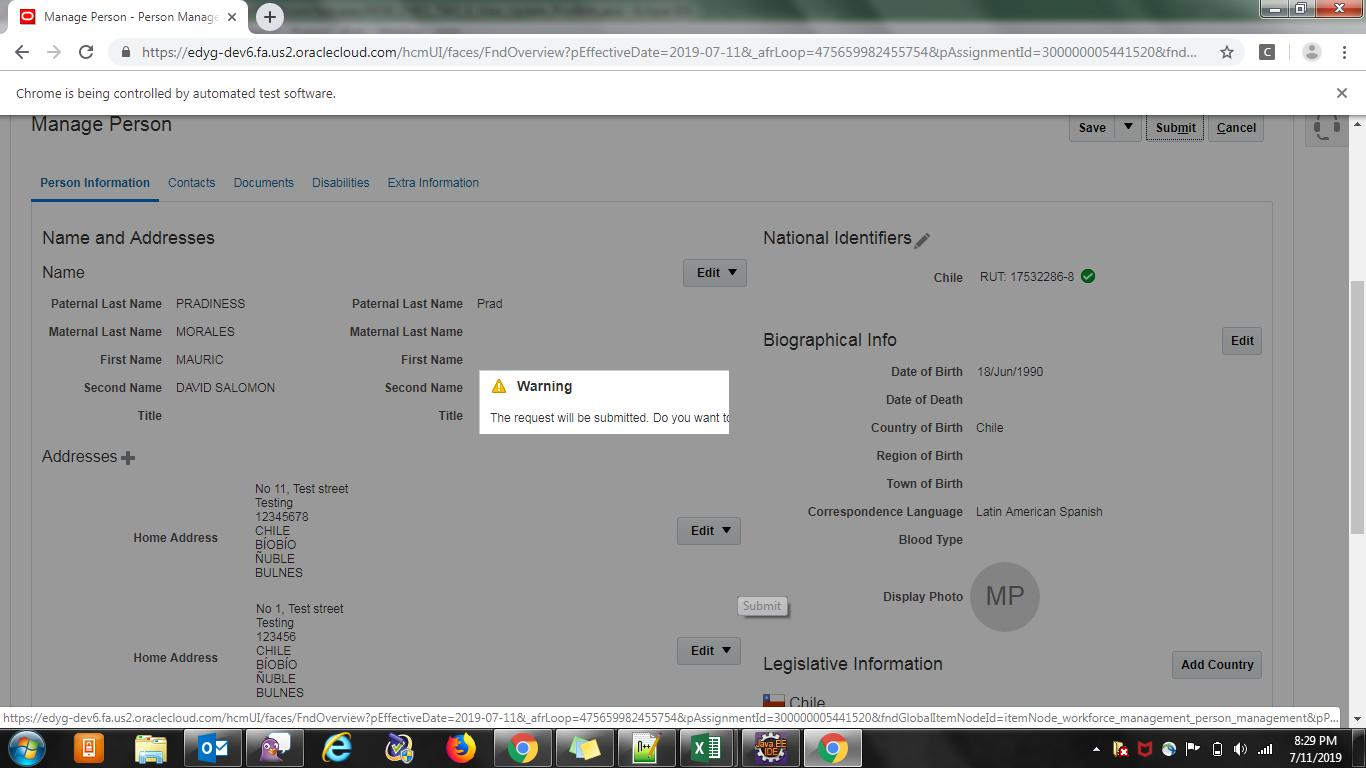 Manage Person - Person Manage
https://edyg-dev6.fa.us2.oraclecloud.com/hcmUI/faces/FndOverview?pEffectiveDate=2019-07-11&_afrLoop=475659982455754&pAssignmentId=300000005441520&fnd...
C
Chrome is being controlled by automated test software.
Manage Person
Save
Submit
Cancel
Person Information
Contacts
Documents
Disabilities
Extra Information
Name and Addresses
Name
Edit
Paternal Last Name PRADINESS
Paternal Last Name Prad
Maternal Last Name MORALES
Maternal Last Name
First Name MAURIC
First Name
Second Name DAVID SALOMON
Second Name
Title
Title
Warning
The request will be submitted. Do you want to
Addresses
Home Address
No 11, Test street
Testing
12345678
CHILE
BÍOBÍO
ÑUBLE
BULNES
Edit
Home Address
No 1, Test street
Testing
123456
CHILE
BÍOBÍO
ÑUBLE
BULNES
Edit
Submit
National Identifiers
Chile RUT: 17532286-8
Biographical Info
Edit
Date of Birth 18/Jun/1990
Date of Death
Country of Birth Chile
Region of Birth
Town of Birth
Correspondence Language Latin American Spanish
Blood Type
Display Photo MP
Legislative Information
Add Country
Chile
https://edyg-dev6.fa.us2.oraclecloud.com/hcmUI/faces/FndOverview?pEffectiveDate=2019-07-11&_afrLoop=475659982455754&pAssignmentId=300000005441520&fndGlobalItemNodeId=itemNode_workforce_management_person_management&pP...
Java EE
IDE
8:29 PM
7/11/2019